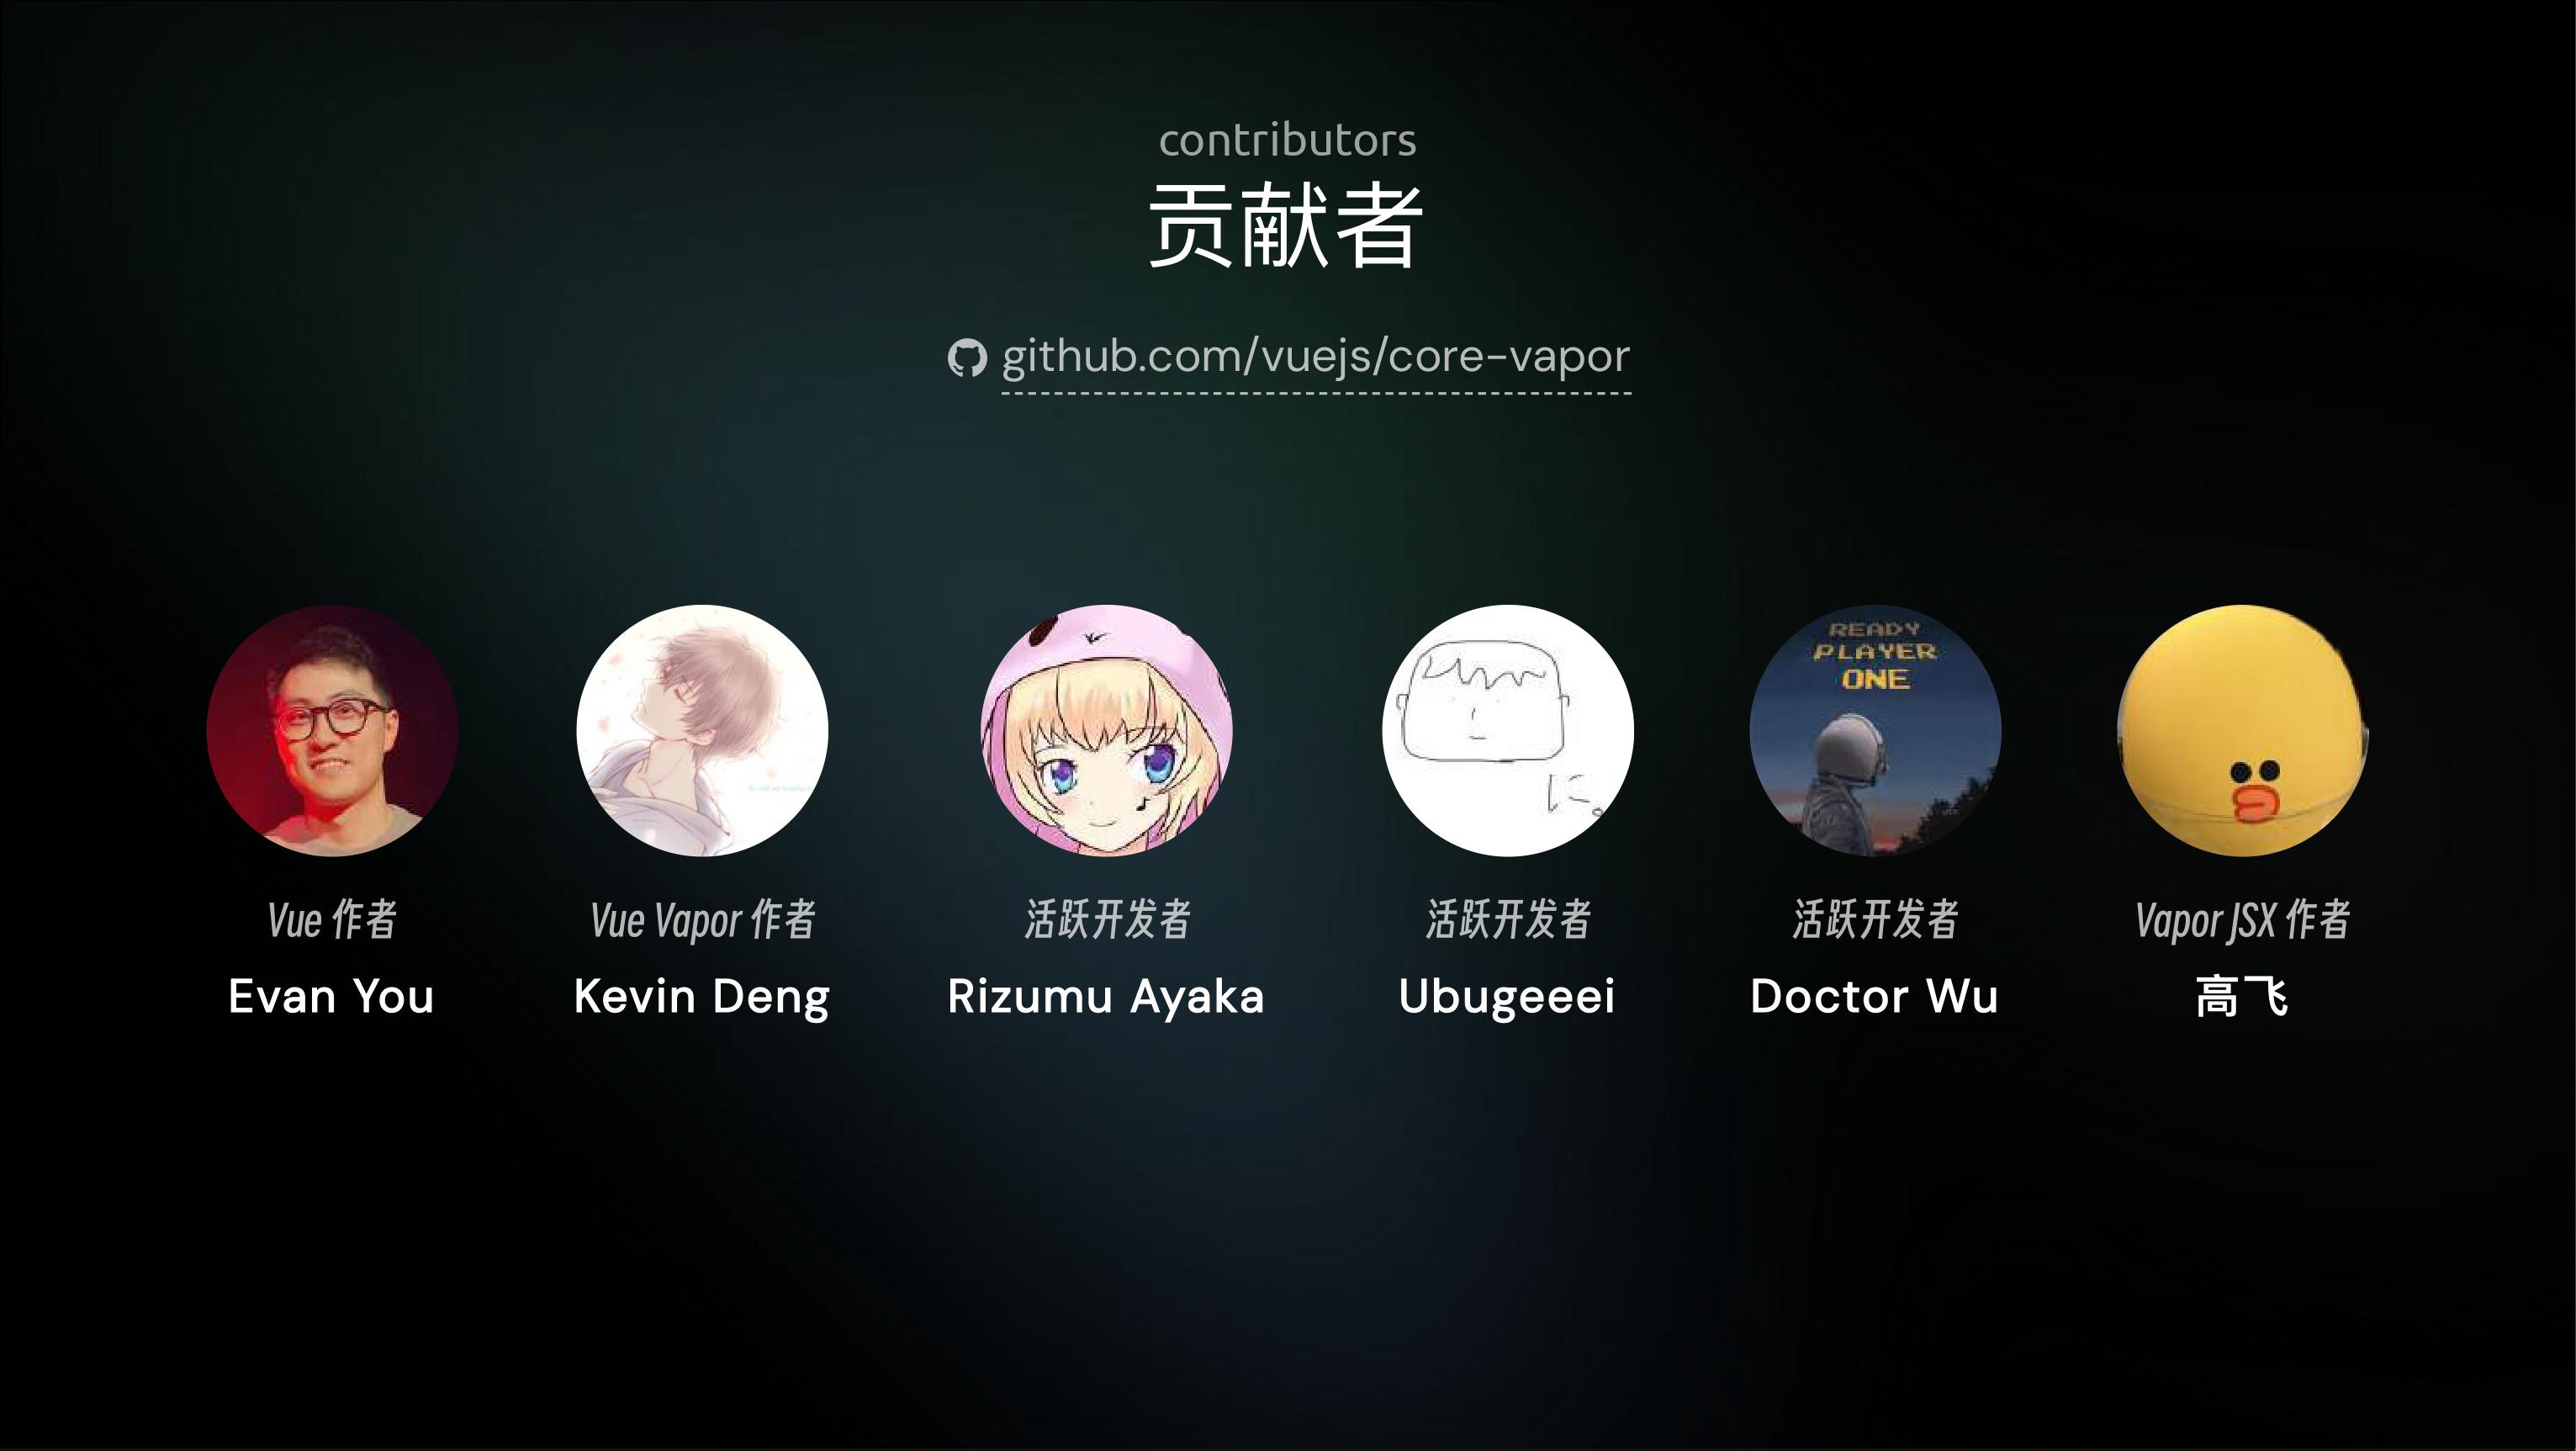 contributors
贡献者
github.com/vuejs/core-vapor
READY
PLAYER
ONE
Vue 作者
Vue Vapor 作者
活跃开发者
活跃开发者
活跃开发者
Vapor JSX 作者
Evan You
Kevin Deng
Rizumu Ayaka
Ubugeeei
Doctor Wu
高飞